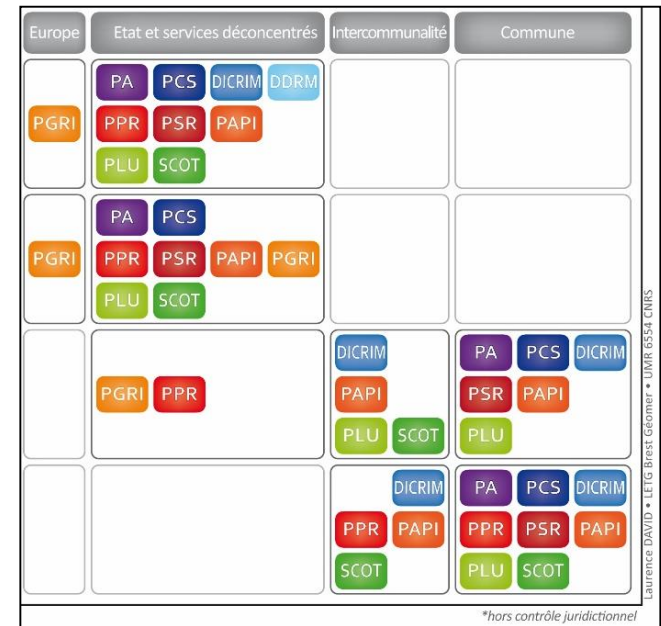 Europe Etat et services déconcentrés Intercommunalité Commune
PA PCS DICRIM DDRM
PGRI PPR PSR PAPI
PLU SCOT
PA PCS
PGRI PPR PSR PAPI PGRI
PLU SCOT
DICRIM PA PCS DICRIM
PGRI PPR PAPI PSR PAPI
PLU SCOT PLU
DICRIM PA PCS DICRIM
PPR PAPI PPR PSR PAPI
SCOT PLU SCOT
*hors contrôle juridictionnel
Laurence DAVID • LETG Brest Géomer • UMR 6554 CNRS